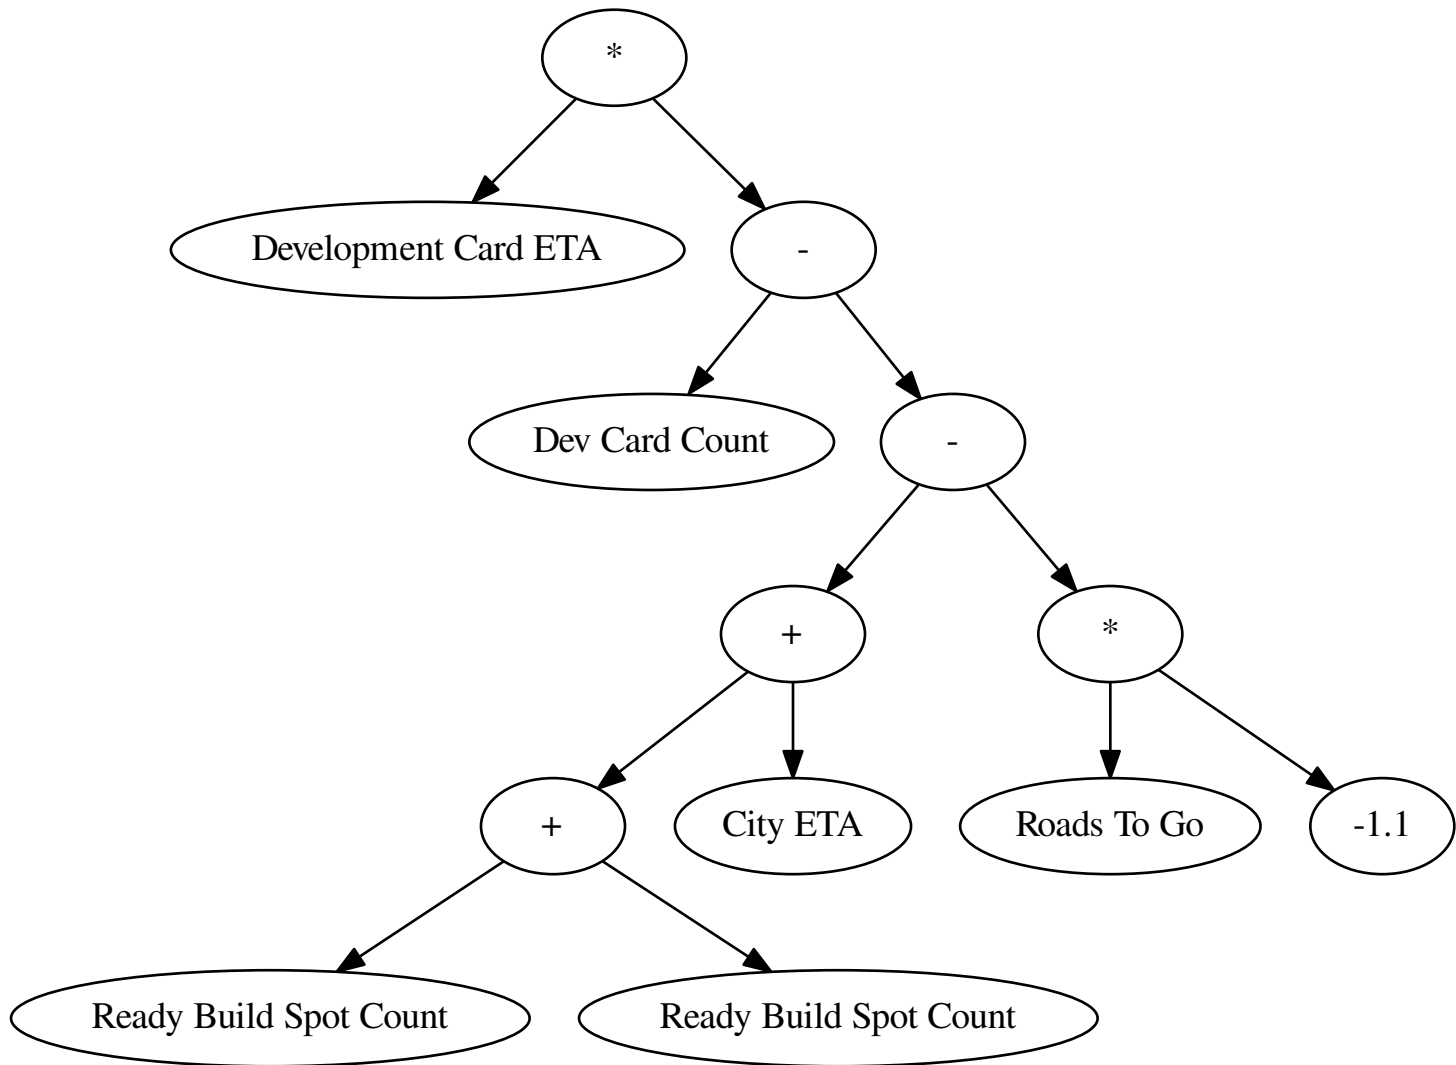 *
Development Card ETA
-
Dev Card Count
-
+
*
+
City ETA
Roads To Go
-1.1
Ready Build Spot Count
Ready Build Spot Count